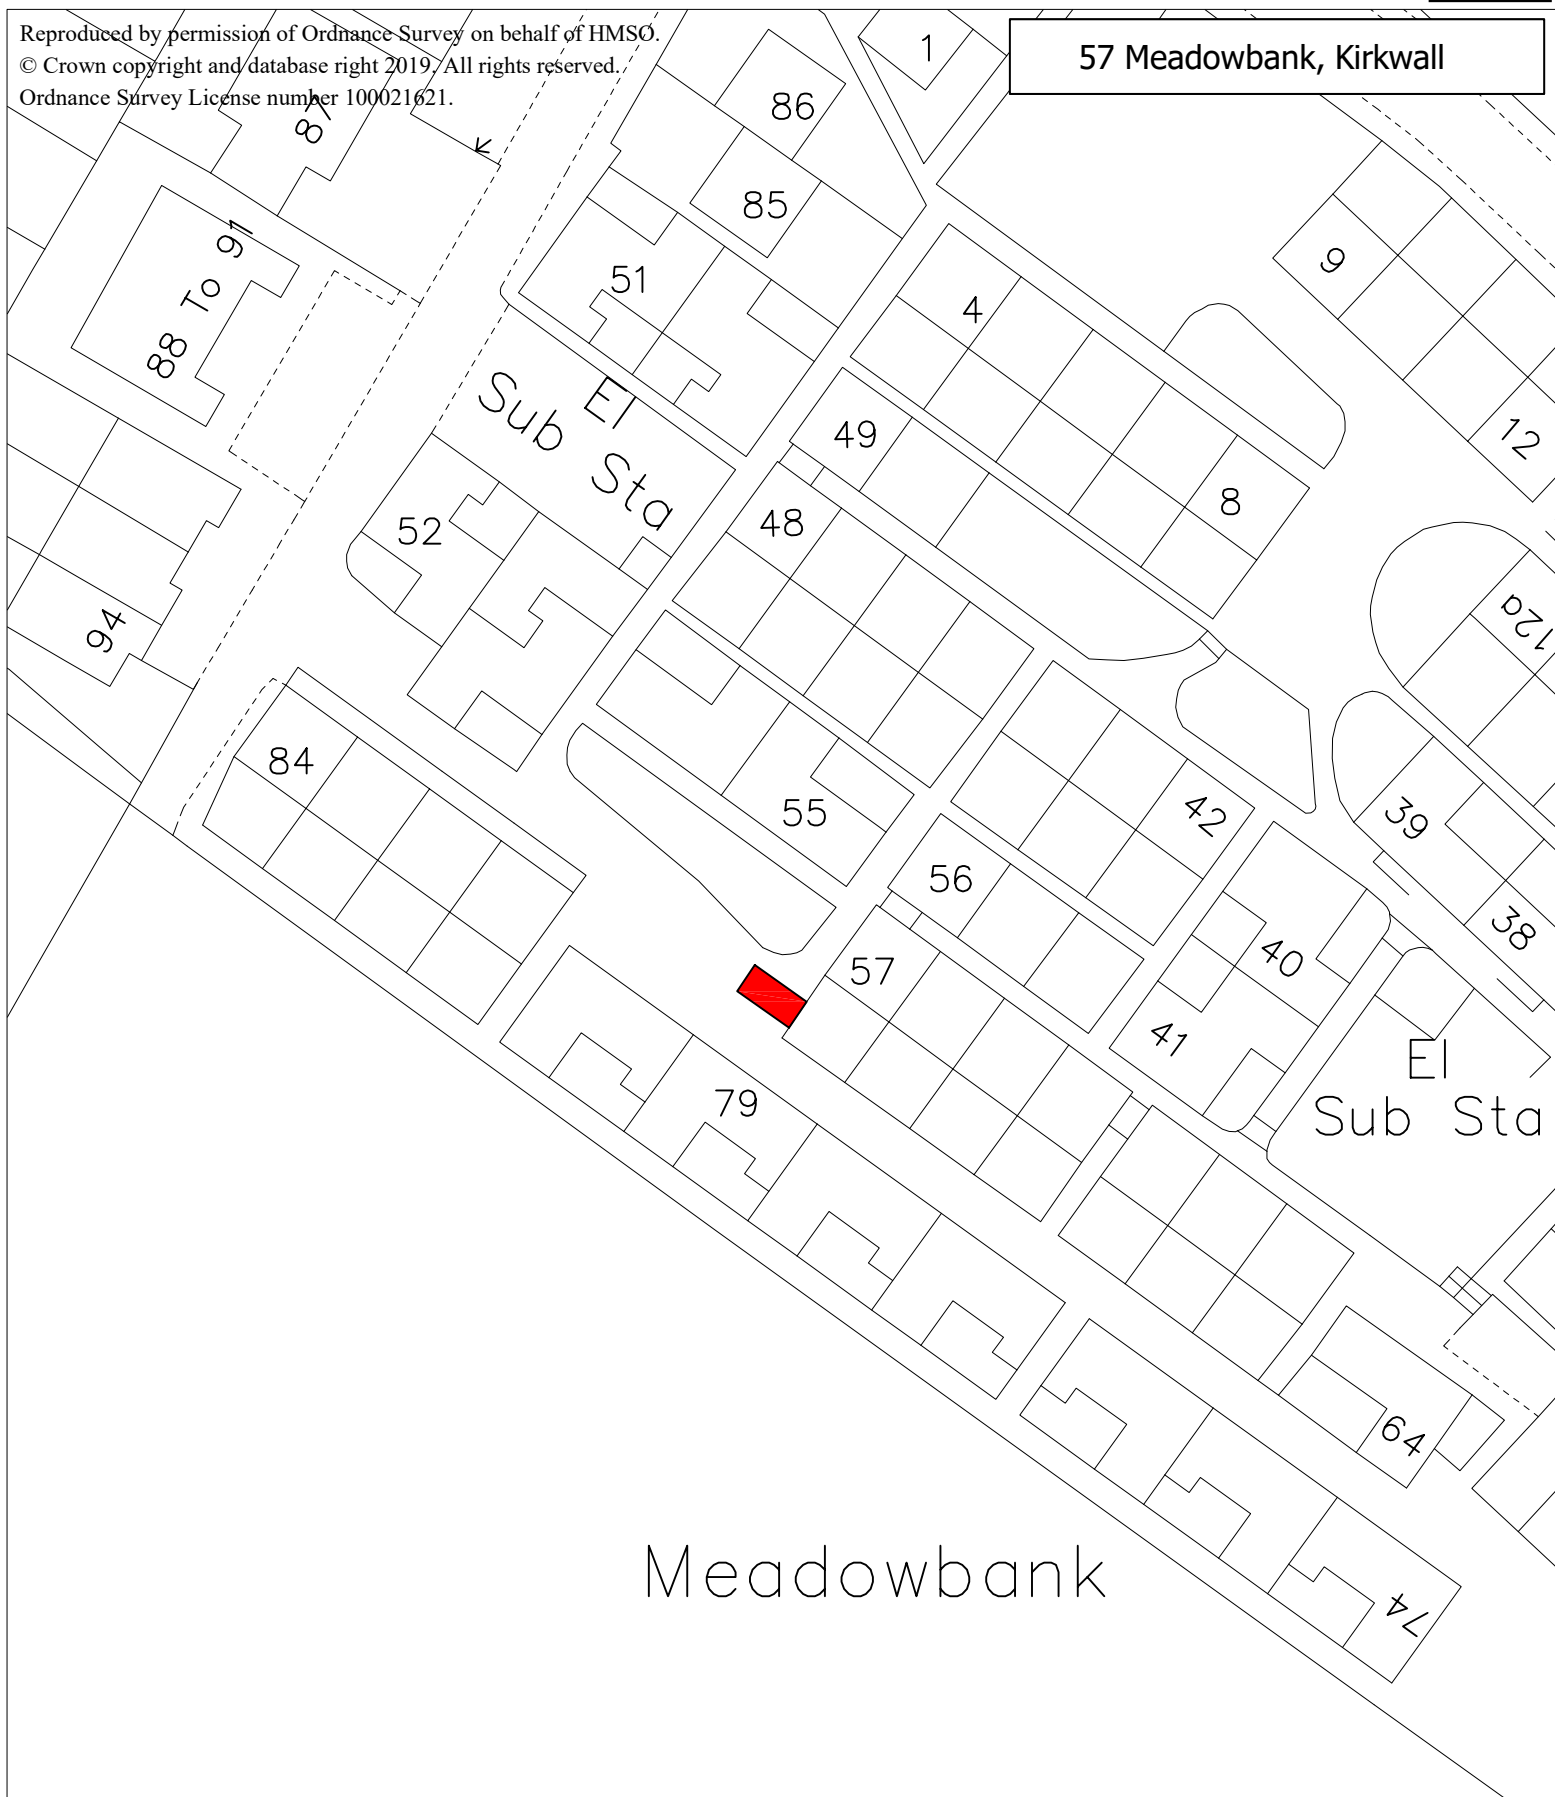 Reproduced by permission of Ordnance Survey on behalf of HMSO.
© Crown copyright and database right 2019. All rights reserved.
Ordnance Survey License number 100021621.
57 Meadowbank, Kirkwall
1
86
87
85
88 To 91
51
4
9
12
El
Sub Sta
49
8
48
52
12a
94
84
55
42
39
56
38
57
40
41
El
Sub Sta
79
64
Meadowbank
74